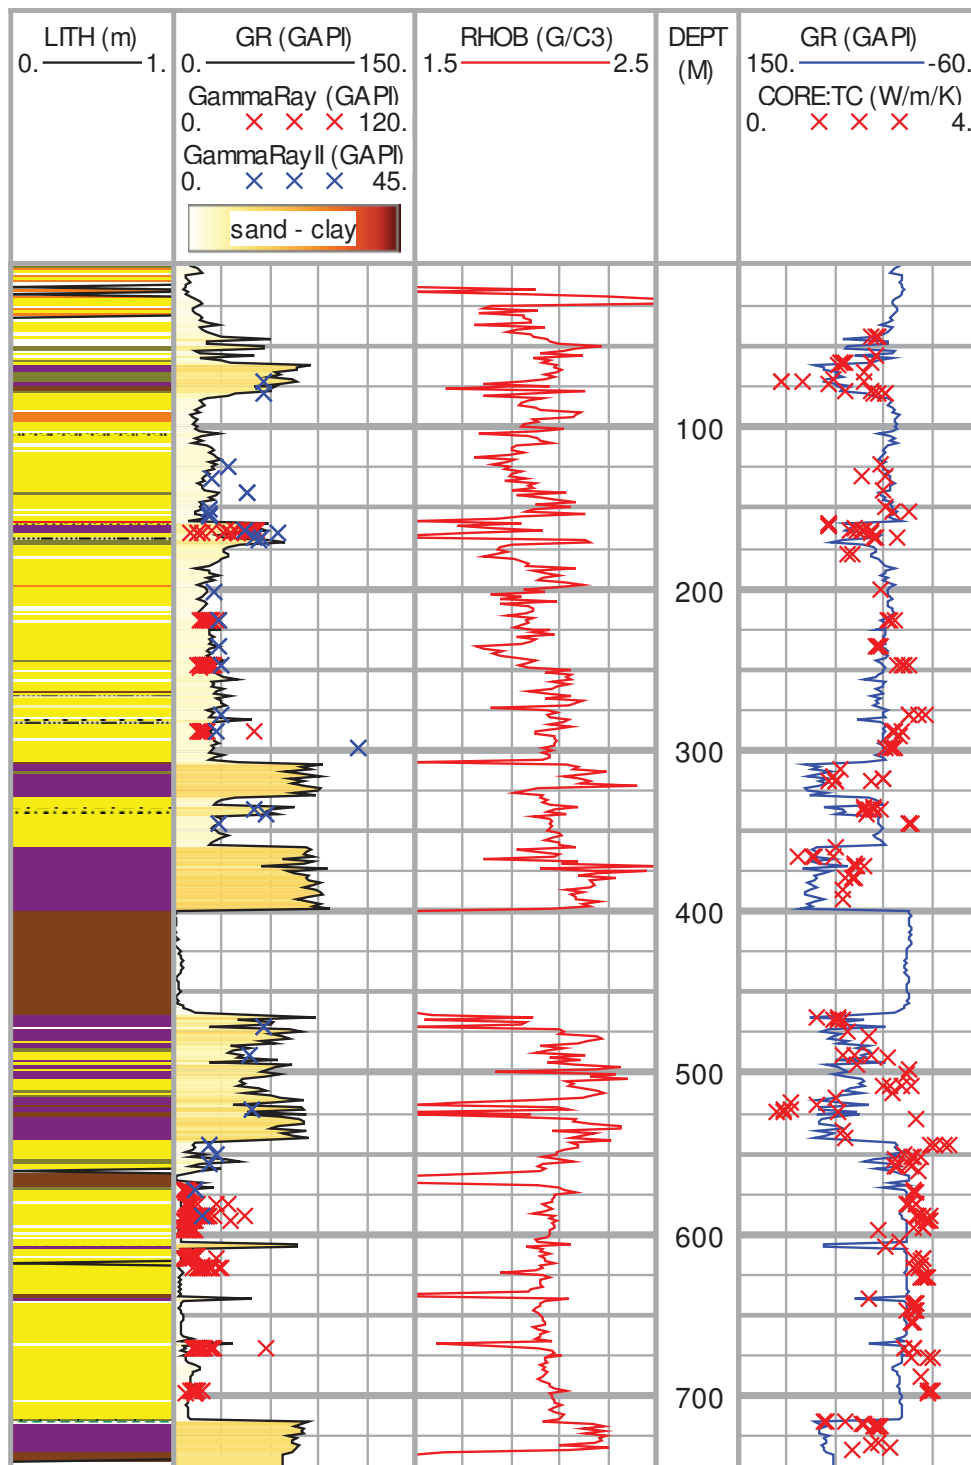 LITH (m)
0. 1.
GR (GAPI)
0. 150.
GammaRay (GAPI)
0. 120.
GammaRayII (GAPI)
0. 45.
sand - clay
RHOB (G/C3)
1.5 2.5
DEPT
(M)
GR (GAPI)
150. -60.
CORE:TC (W/m/K)
0. 4.
100
200
300
400
500
600
700